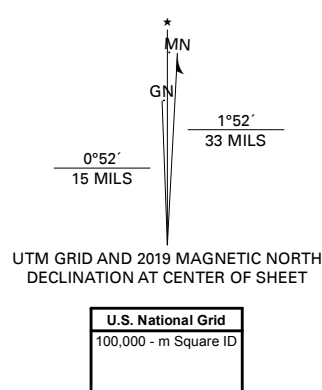 MN
GN
1°52´
33 MILS
0°52´
15 MILS
UTM GRID AND 2019 MAGNETIC NORTH
DECLINATION AT CENTER OF SHEET
U.S. National Grid
100,000 - m Square ID